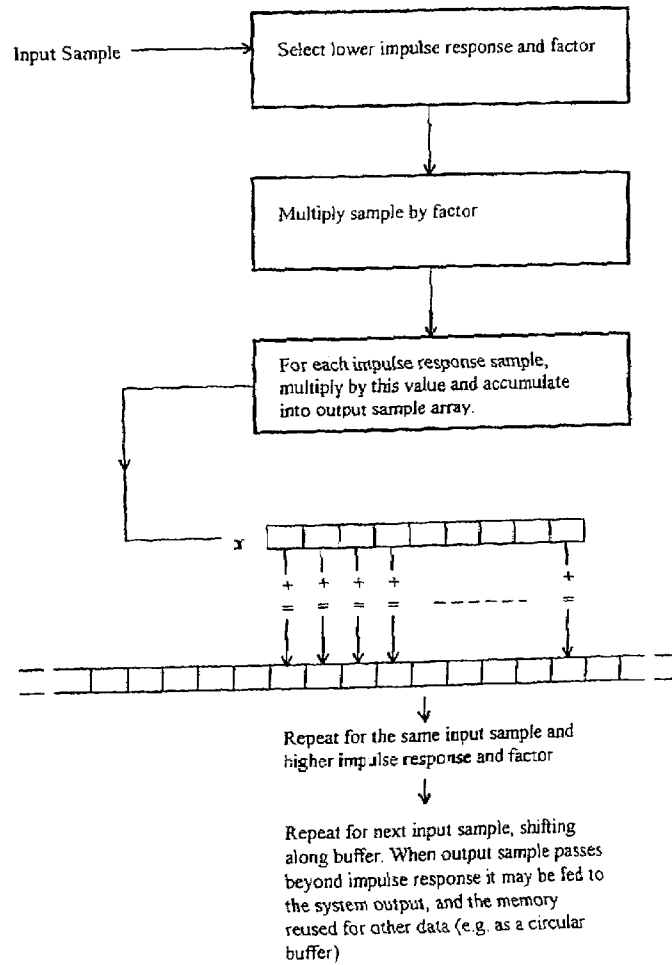 Input Sample
Select lower impulse response and factor
Multiply sample by factor
For each impulse response sample,
multiply by this value and accumulate
into output sample array.
x
+ + + + +
= = = = =
Repeat for the same input sample and
higher impulse response and factor
Repeat for next input sample, shifting
along buffer. When output sample passes
beyond impulse response it may be fed to
the system output, and the memory
reused for other data (e.g. as a circular
buffer)